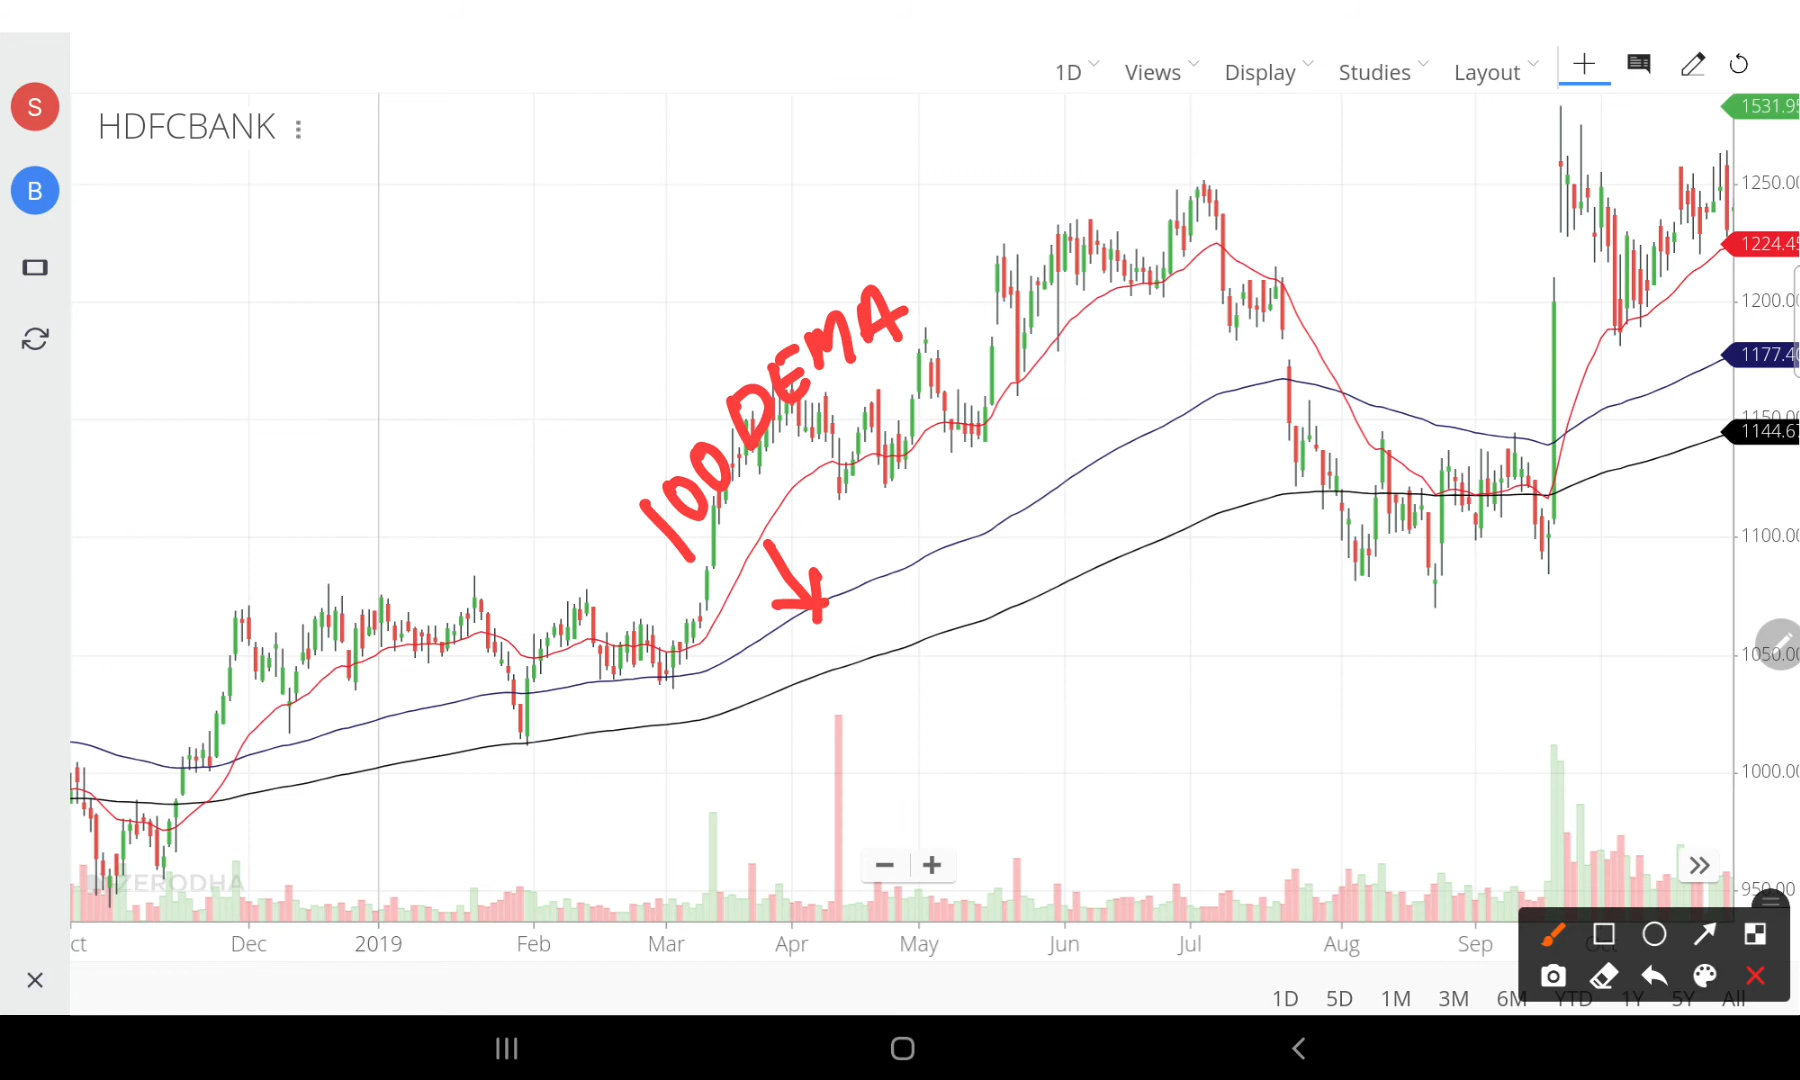 S
B
1D
Views
Display
Studies
Layout
HDFCBANK
1531.95
1250.00
1224.45
1200.00
1177.40
1150.00
1144.67
1100.00
1050.00
1000.00
950.00
100 DEMA
ZERODHA
ct
Dec
2019
Feb
Mar
Apr
May
Jun
Jul
Aug
Sep
Oct
1D
5D
1M
3M
6M
YTD
1Y
5Y
All